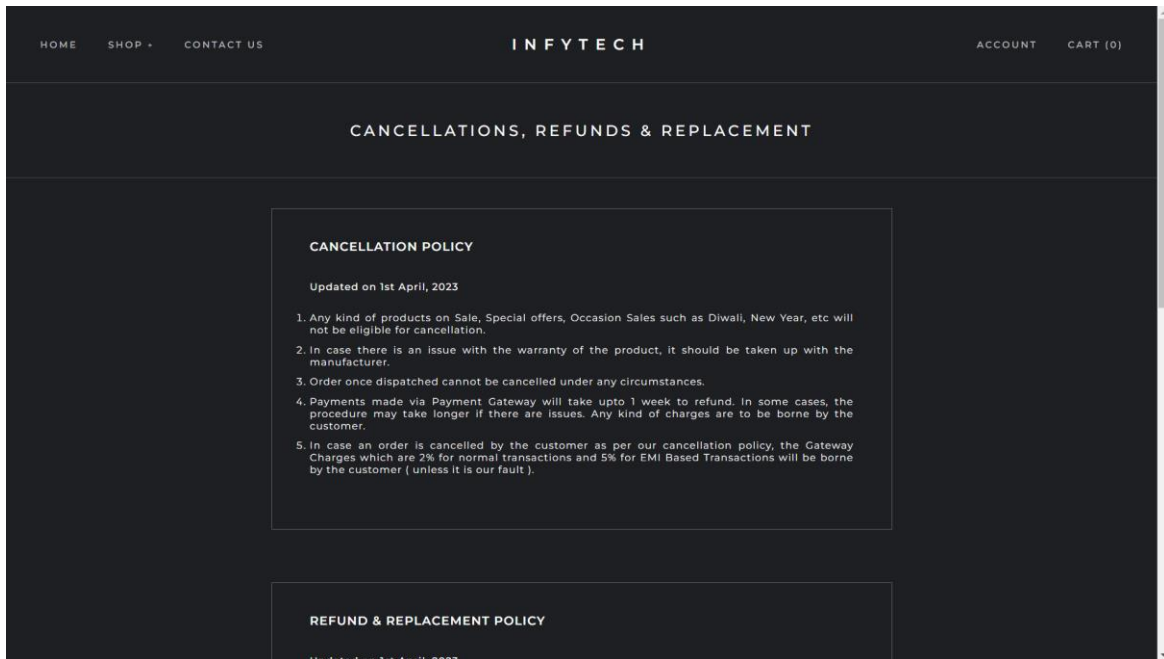 HOME SHOP + CONTACT US INFYTECH ACCOUNT CART (0)
CANCELLATIONS, REFUNDS & REPLACEMENT
CANCELLATION POLICY
Updated on 1st April, 2023
1. Any kind of products on Sale, Special offers, Occasion Sales such as Diwali, New Year, etc will
not be eligible for cancellation.
2. In case there is an issue with the warranty of the product, it should be taken up with the
manufacturer.
3. Order once dispatched cannot be cancelled under any circumstances.
4. Payments made via Payment Gateway will take upto 1 week to refund. In some cases, the
procedure may take longer if there are issues. Any kind of charges are to be borne by the
customer.
5. In case an order is cancelled by the customer as per our cancellation policy, the Gateway
Charges which are 2% for normal transactions and 5% for EMI Based Transactions will be borne
by the customer ( unless it is our fault ).
REFUND & REPLACEMENT POLICY
Updated on 1st April, 2023